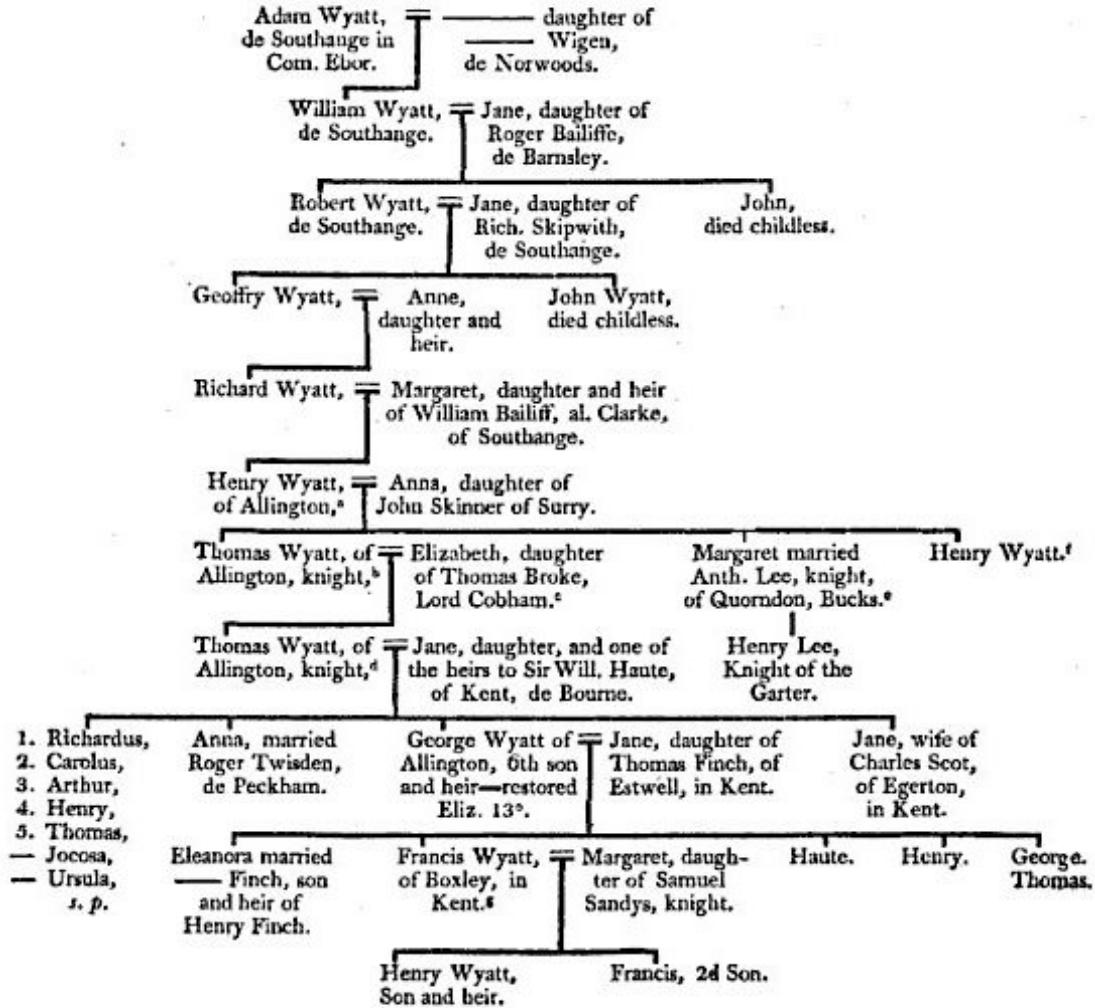 Adam Wyatt,
de Southange in
Com. Ebor.
——— daughter of
——— Wigen,
de Norwoods.
William Wyatt,
de Southange.
Jane, daughter of
Roger Bailiffe,
de Barnsley.
Robert Wyatt,
de Southange.
Jane, daughter of
Rich. Skipwith,
de Southange.
John,
died childless.
Geoffry Wyatt,
Anne,
daughter and
heir.
John Wyatt,
died childless.
Richard Wyatt,
Margaret, daughter and heir
of William Bailiff, al. Clarke,
of Southange.
Henry Wyatt,
of Allington,ᵃ
Anna, daughter of
John Skinner of Surry.
Thomas Wyatt, of
Allington, knight,ᵇ
Elizabeth, daughter
of Thomas Broke,
Lord Cobham.ᶜ
Margaret married
Anth. Lee, knight,
of Quorndon, Bucks.ᵉ
Henry Wyatt.ᶠ
Thomas Wyatt, of
Allington, knight,ᵈ
Jane, daughter, and one of
the heirs to Sir Will. Haute,
of Kent, de Bourne.
Henry Lee,
Knight of the
Garter.
1. Richardus,
2. Carolus,
3. Arthur,
4. Henry,
5. Thomas,
— Jocosa,
— Ursula,
s. p.
Anna, married
Roger Twisden,
de Peckham.
George Wyatt of
Allington, 6th son
and heir—restored
Eliz. 13º.
Jane, daughter of
Thomas Finch, of
Estwell, in Kent.
Jane, wife of
Charles Scot,
of Egerton,
in Kent.
Eleanora married
—— Finch, son
and heir of
Henry Finch.
Francis Wyatt,
of Boxley, in
Kent.ᵍ
Margaret, daugh-
ter of Samuel
Sandys, knight.
Haute.
Henry.
George.
Thomas.
Henry Wyatt,
Son and heir.
Francis, 2d Son.